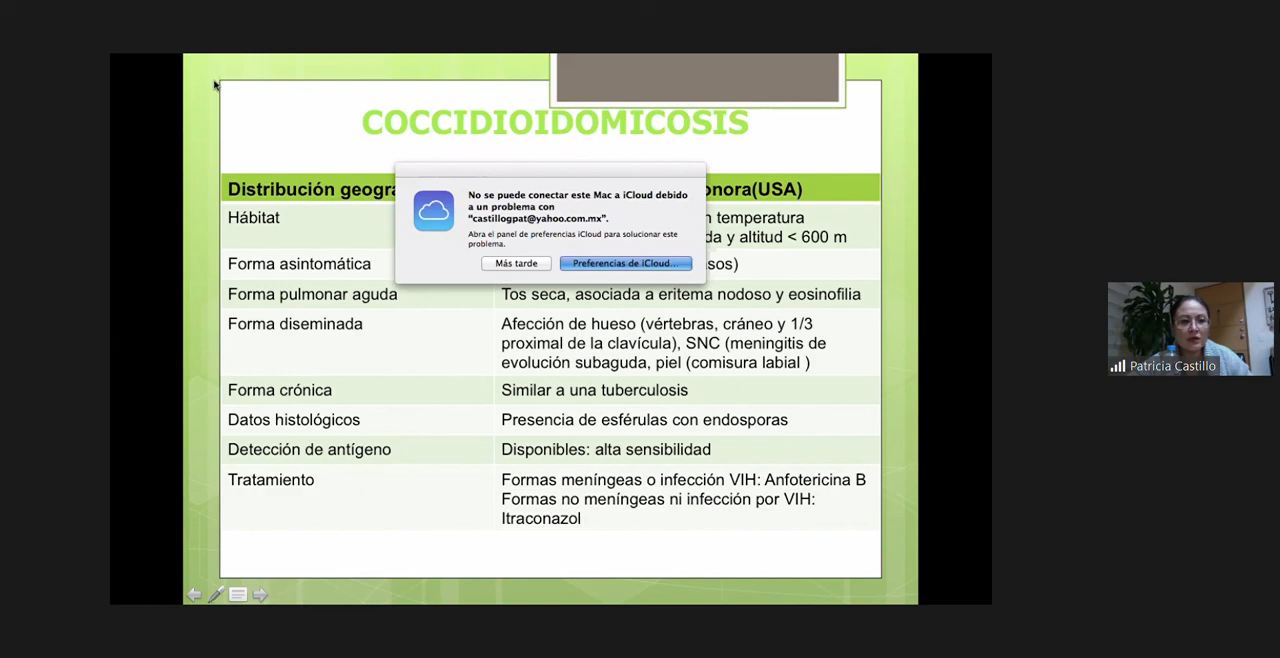 COCCIDIOIDOMICOSIS
No se puede conectar este Mac a iCloud debido
a un problema con
“castillogpat@yahoo.com.mx”.
Abra el panel de preferencias iCloud para solucionar este
problema.
Más tarde Preferencias de iCloud...
Distribución (USA)
Hábitat temperatura
y altitud < 600 m
Forma asintomática
Forma pulmonar aguda Tos seca, asociada a eritema nodoso y eosinofilia
Forma diseminada Afección de hueso (vértebras, cráneo y 1/3
proximal de la clavícula), SNC (meningitis de
evolución subaguda, piel (comisura labial )
Forma crónica Similar a una tuberculosis
Datos histológicos Presencia de esférulas con endosporas
Detección de antígeno Disponibles: alta sensibilidad
Tratamiento Formas meníngeas o infección VIH: Anfotericina B
Formas no meníngeas ni infección por VIH:
Itraconazol
Patricia Castillo